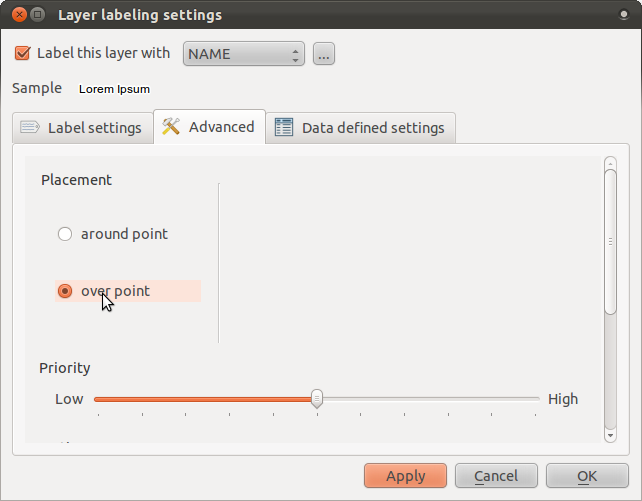 Layer labeling settings
Label this layer with NAME ...
Sample Lorem Ipsum
Label settings Advanced Data defined settings
Placement
around point
over point
Priority
Low High
Apply Cancel OK